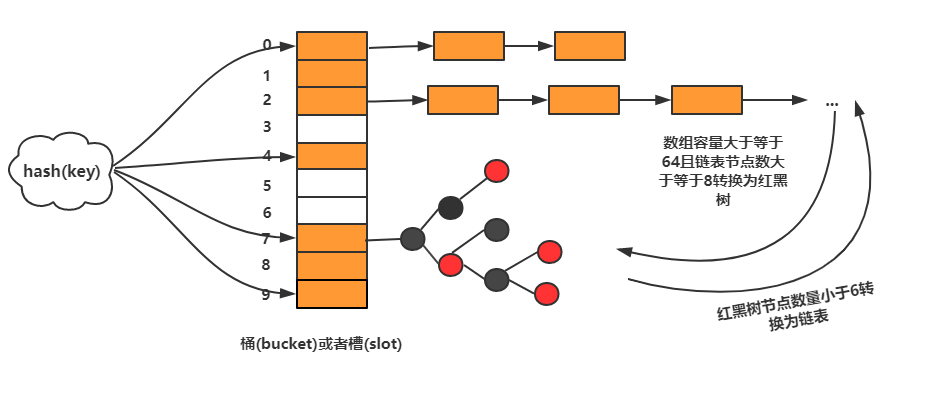 hash(key)
0
1
2
3
4
5
6
7
8
9
...
数组容量大于等于
64且链表节点数大
于等于8转换为红黑
树
红黑树节点数量小于6转
换为链表
桶(bucket)或者槽(slot)